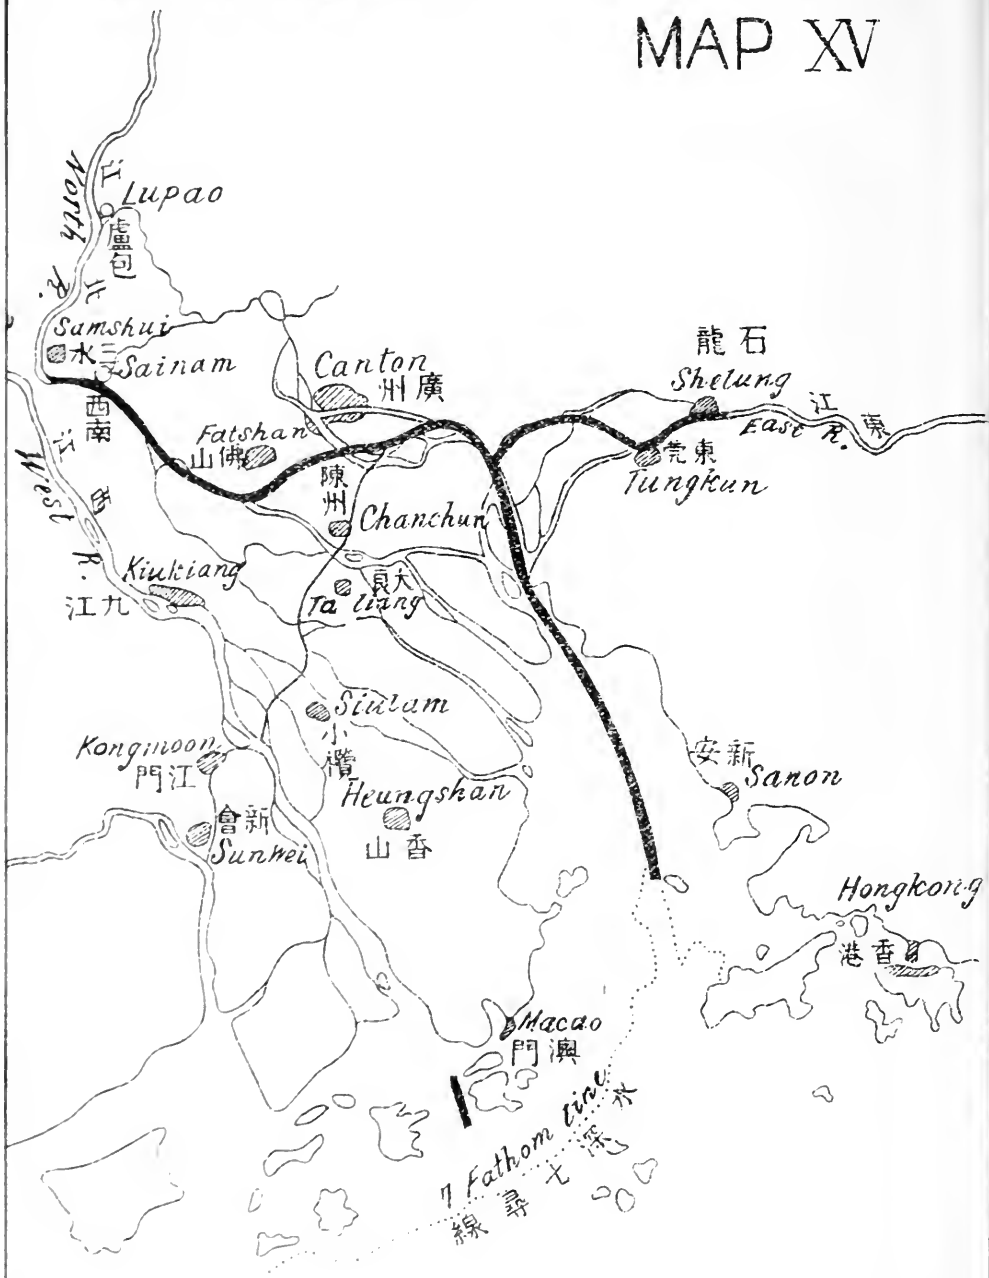 MAP XV
North R.
北江
Lupao
蘆包
Samshui
三水
Sainam
西南
Canton
廣州
石龍
Shelung
東江
East R.
Fatshan
佛山
東莞
Tungkun
West R.
西江
陳州
Chanchun
Kiukiang
九江
大良
Ta liang
Siulam
小欖
Kongmoon
江門
新安
Sanon
Heungshan
香山
新會
Sunwei
Hongkong
香港
Macao
澳門
7 Fathom line
水深七尋線